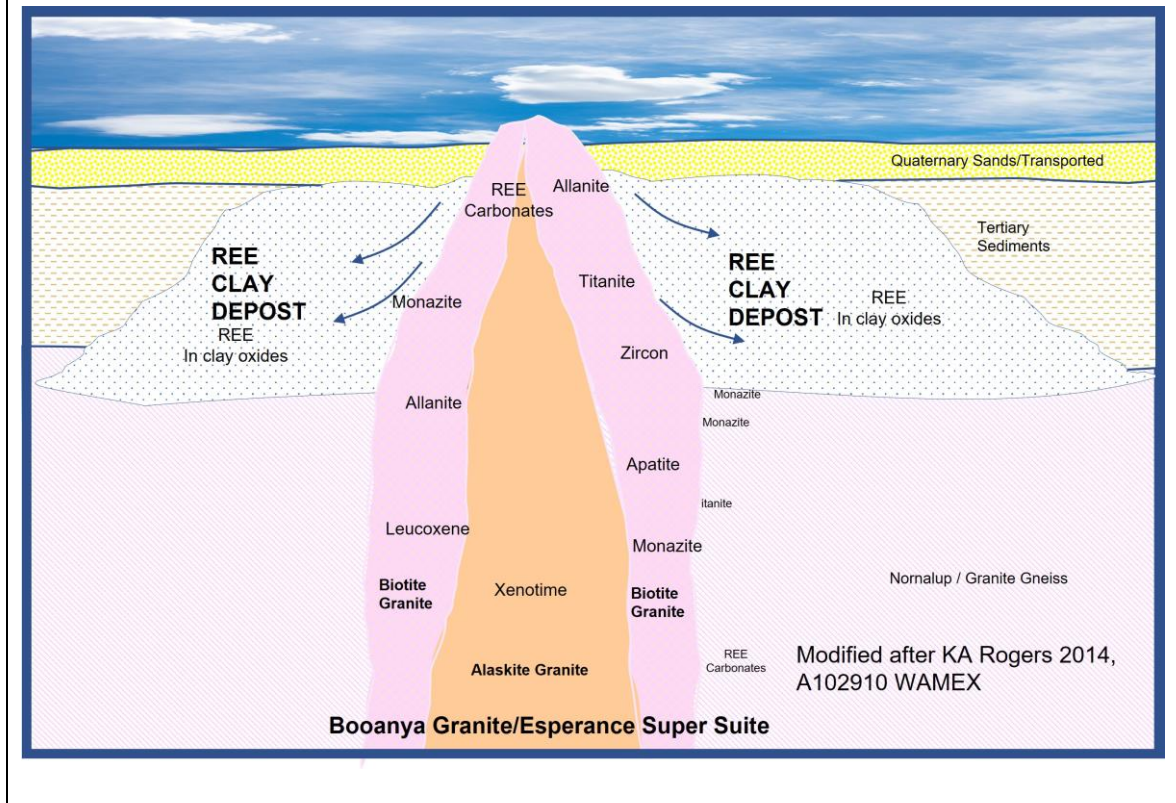 Quaternary Sands/Transported
REE
Carbonates
Allanite
Tertiary
Sediments
REE
CLAY
DEPOST
REE
In clay oxides
Monazite
Titanite
REE
CLAY
DEPOST
REE
In clay oxides
Zircon
Allanite
Monazite
Monazite
Apatite
itanite
Leucoxene
Monazite
Biotite
Granite
Xenotime
Biotite
Granite
Nornalup / Granite Gneiss
REE
Carbonates
Alaskite Granite
Modified after KA Rogers 2014,
A102910 WAMEX
Booanya Granite/Esperance Super Suite